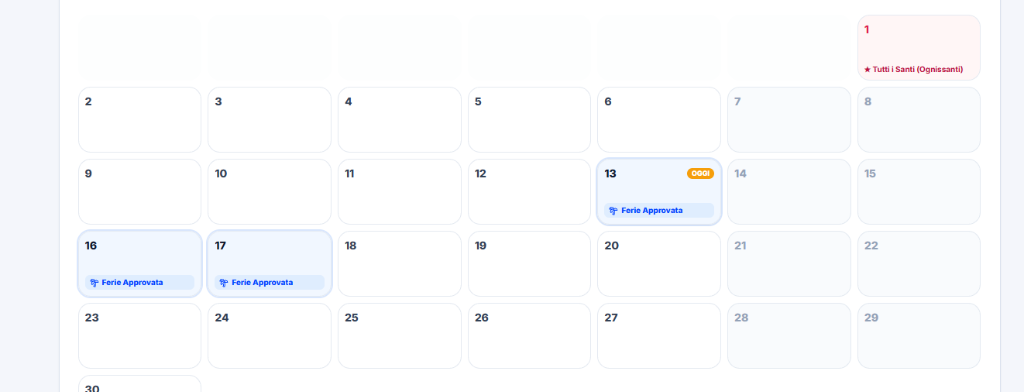 1
★ Tutti i Santi (Ognissanti)
2 3 4 5 6 7 8
9 10 11 12 13 OGGI 14 15
Ferie Approvata
16 17 18 19 20 21 22
Ferie Approvata Ferie Approvata
23 24 25 26 27 28 29
30